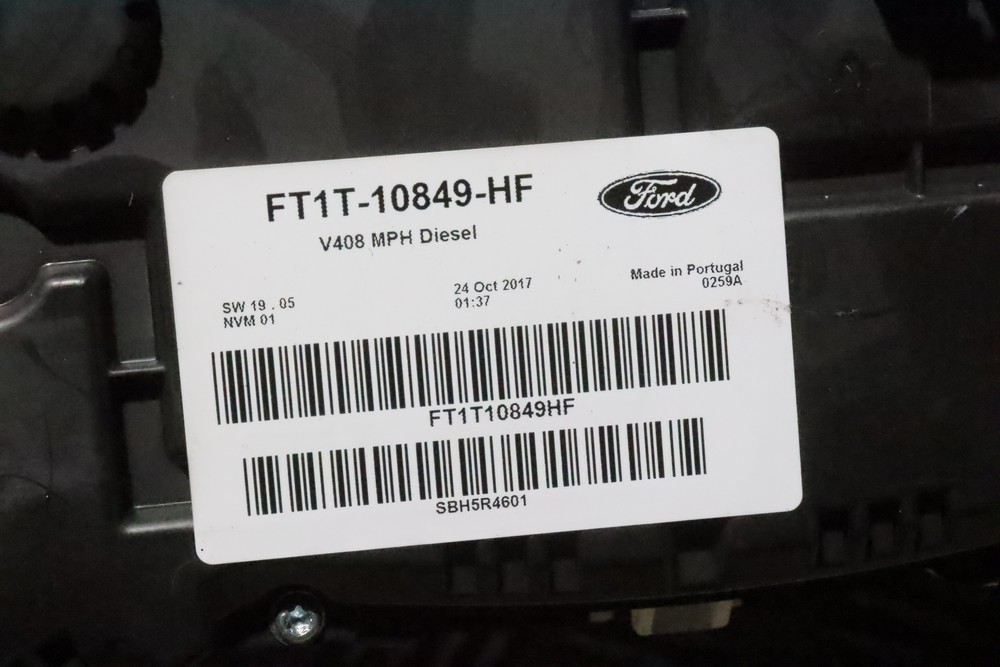 FT1T-10849-HF
Ford
V408 MPH Diesel
SW 19 . 05
NVM 01
24 Oct 2017
01:37
Made in Portugal
0259A
FT1T10849HF
SBH5R4601